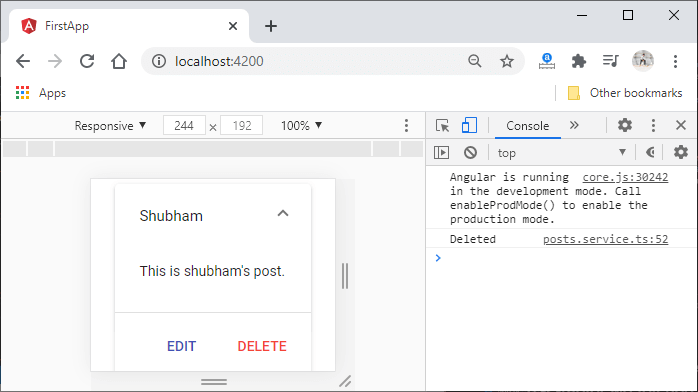 FirstApp
localhost:4200
Apps
Other bookmarks
Responsive 244 × 192 100%
Console
top
Shubham
This is shubham's post.
EDIT DELETE
Angular is running core.js:30242
in the development mode. Call
enableProdMode() to enable the
production mode.
Deleted posts.service.ts:52